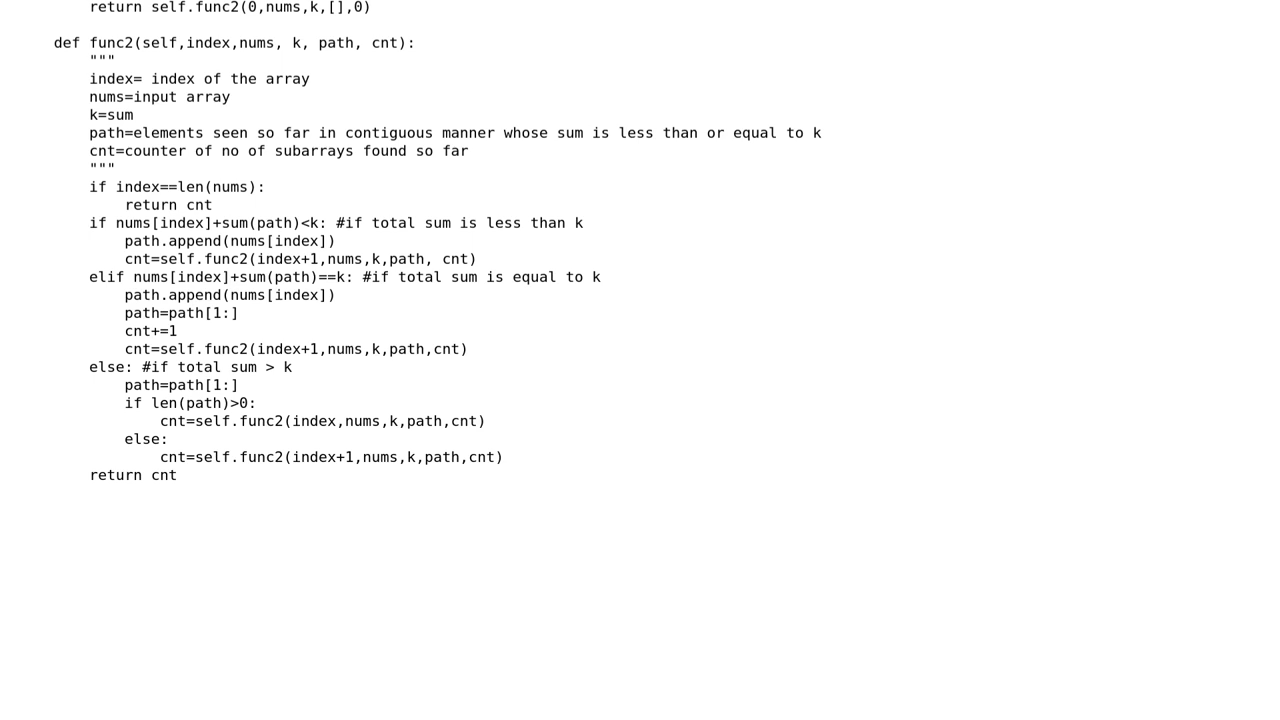 return self.func2(0,nums,k,[],0)
def func2(self,index,nums, k, path, cnt):
"""
index= index of the array
nums=input array
k=sum
path=elements seen so far in contiguous manner whose sum is less than or equal to k
cnt=counter of no of subarrays found so far
"""
if index==len(nums):
return cnt
if nums[index]+sum(path)<k: #if total sum is less than k
path.append(nums[index])
cnt=self.func2(index+1,nums,k,path, cnt)
elif nums[index]+sum(path)==k: #if total sum is equal to k
path.append(nums[index])
path=path[1:]
cnt+=1
cnt=self.func2(index+1,nums,k,path,cnt)
else: #if total sum > k
path=path[1:]
if len(path)>0:
cnt=self.func2(index,nums,k,path,cnt)
else:
cnt=self.func2(index+1,nums,k,path,cnt)
return cnt